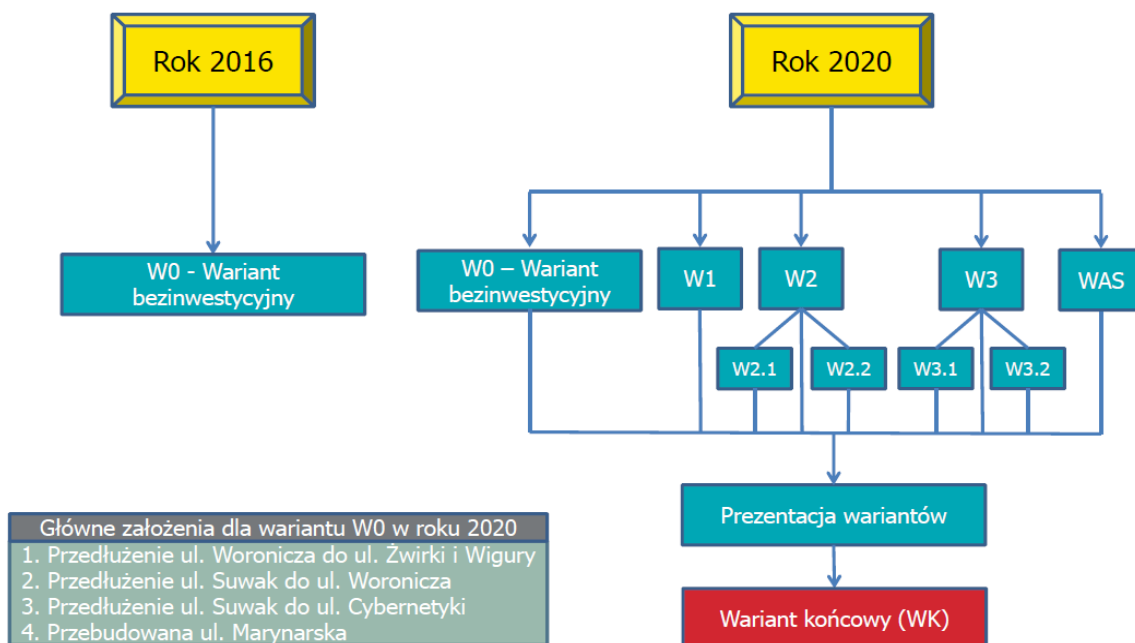 Rok 2016
Rok 2020
W0 - Wariant
bezinwestycyjny
W0 – Wariant
bezinwestycyjny
W1
W2
W3
WAS
W2.1
W2.2
W3.1
W3.2
Prezentacja wariantów
Wariant końcowy (WK)
Główne założenia dla wariantu W0 w roku 2020
1. Przedłużenie ul. Woronicza do ul. Żwirki i Wigury
2. Przedłużenie ul. Suwak do ul. Woronicza
3. Przedłużenie ul. Suwak do ul. Cybernetyki
4. Przebudowana ul. Marynarska